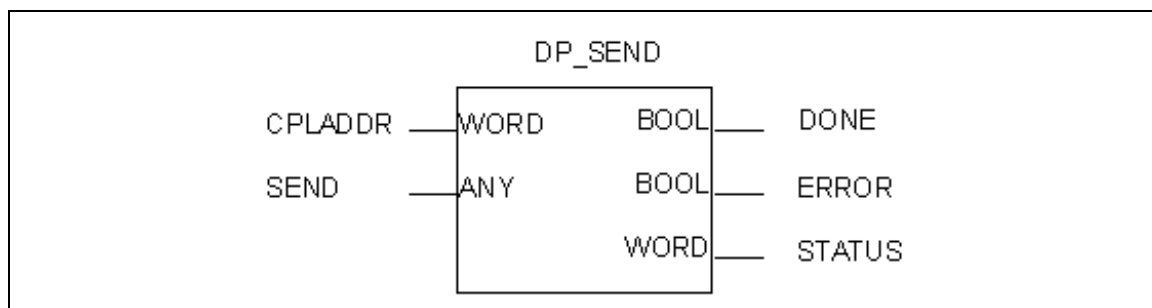 DP_SEND
CPLADDR WORD BOOL DONE
SEND ANY BOOL ERROR
WORD STATUS